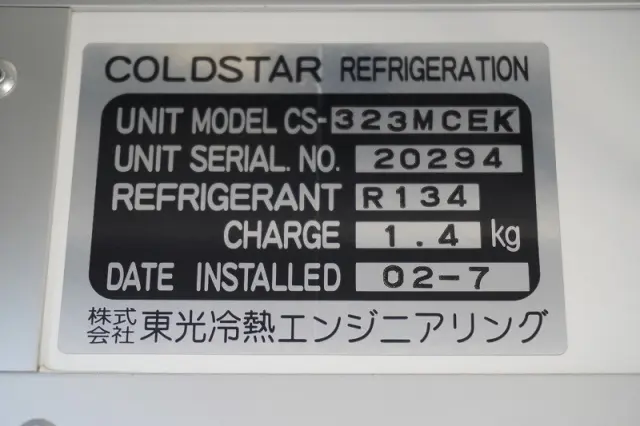 COLDSTAR REFRIGERATION
UNIT MODEL CS-323MCEK
UNIT SERIAL. NO. 20294
REFRIGERANT R134
CHARGE 1.4 kg
DATE INSTALLED 02-7
株式会社 東光冷熱エンジニアリング